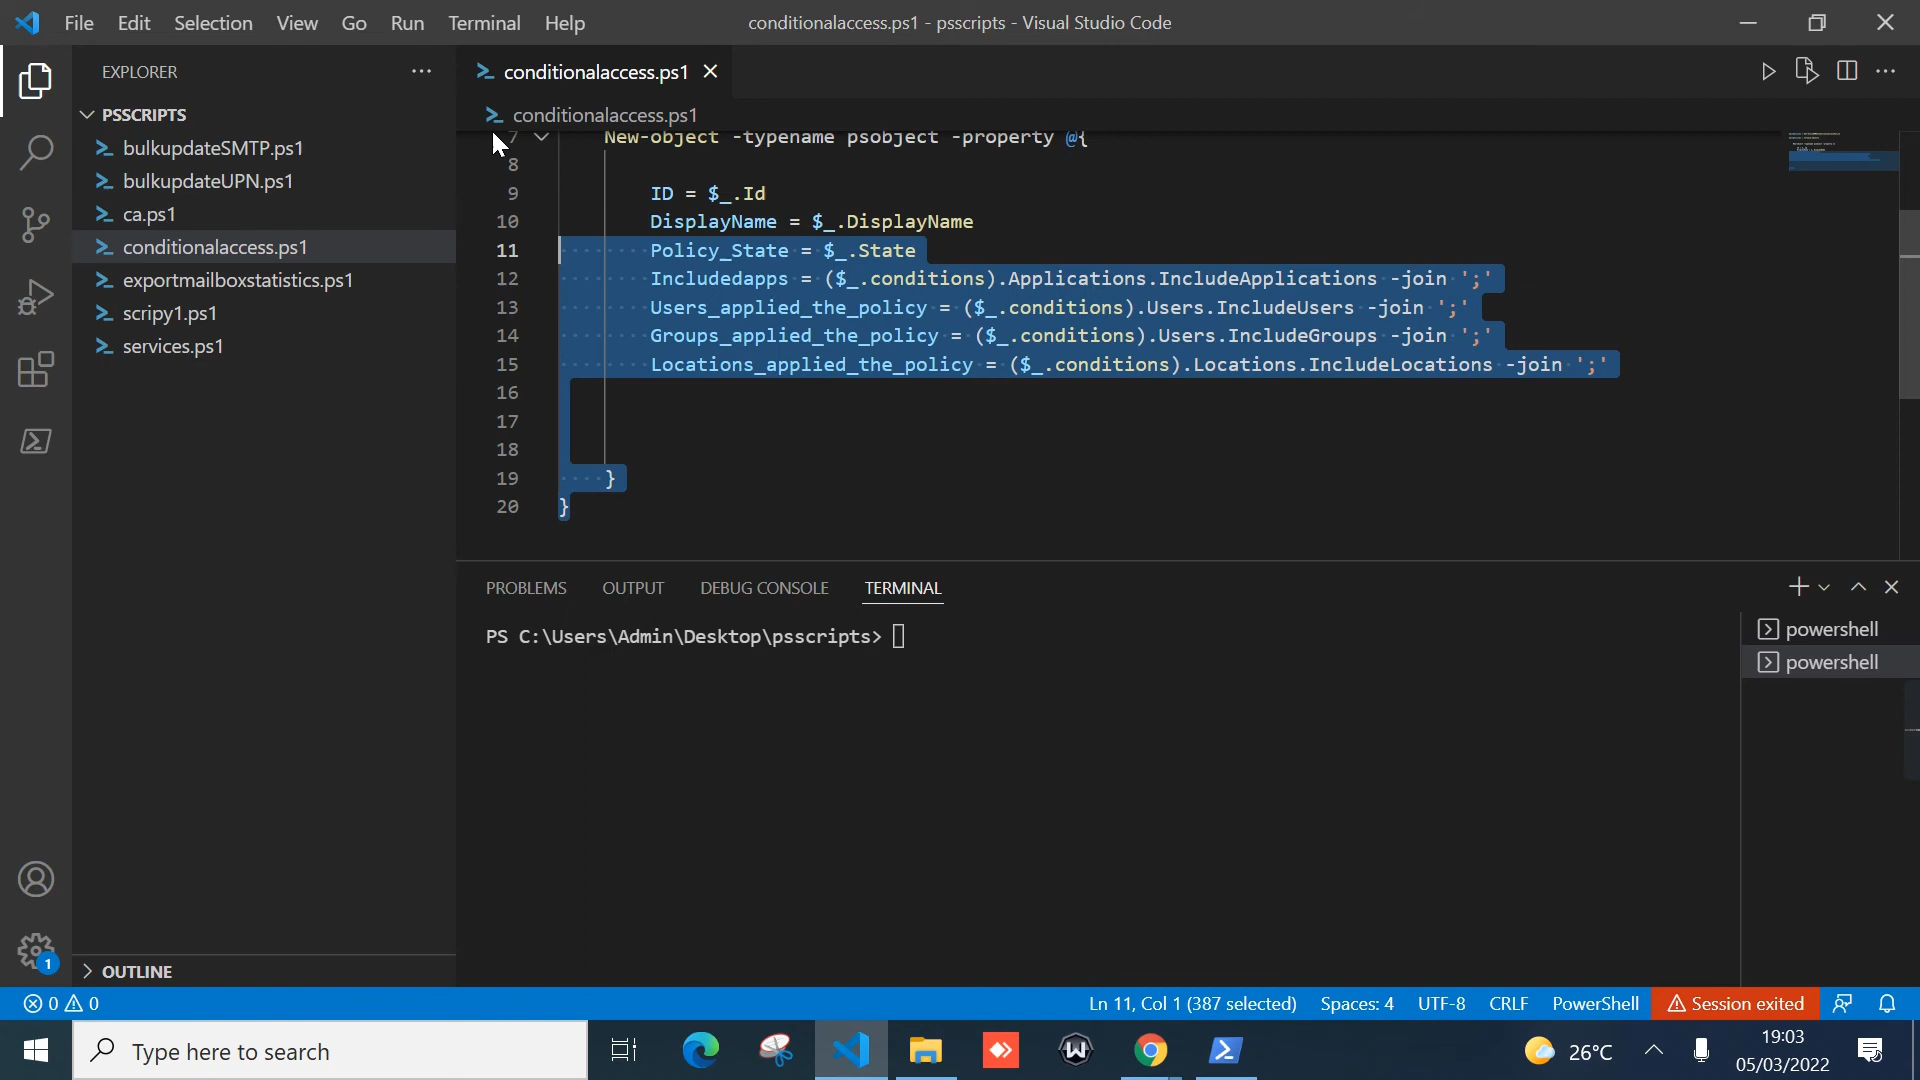 File Edit Selection View Go Run Terminal Help
conditionalaccess.ps1 - psscripts - Visual Studio Code
EXPLORER
PSSCRIPTS
bulkupdateSMTP.ps1
bulkupdateUPN.ps1
ca.ps1
conditionalaccess.ps1
exportmailboxstatistics.ps1
scripy1.ps1
services.ps1
OUTLINE
conditionalaccess.ps1
conditionalaccess.ps1
7 New-object -typename psobject -property @{
8
9 ID = $_.Id
10 DisplayName = $_.DisplayName
11 Policy_State = $_.State
12 Includedapps = ($_.conditions).Applications.IncludeApplications -join ';'
13 Users_applied_the_policy = ($_.conditions).Users.IncludeUsers -join ';'
14 Groups_applied_the_policy = ($_.conditions).Users.IncludeGroups -join ';'
15 Locations_applied_the_policy = ($_.conditions).Locations.IncludeLocations -join ';'
16
17
18
19 }
20 }
PROBLEMS OUTPUT DEBUG CONSOLE TERMINAL
PS C:\Users\Admin\Desktop\psscripts>
powershell
powershell
1
0 0
Ln 11, Col 1 (387 selected) Spaces: 4 UTF-8 CRLF PowerShell Session exited
Type here to search
26°C
19:03
05/03/2022